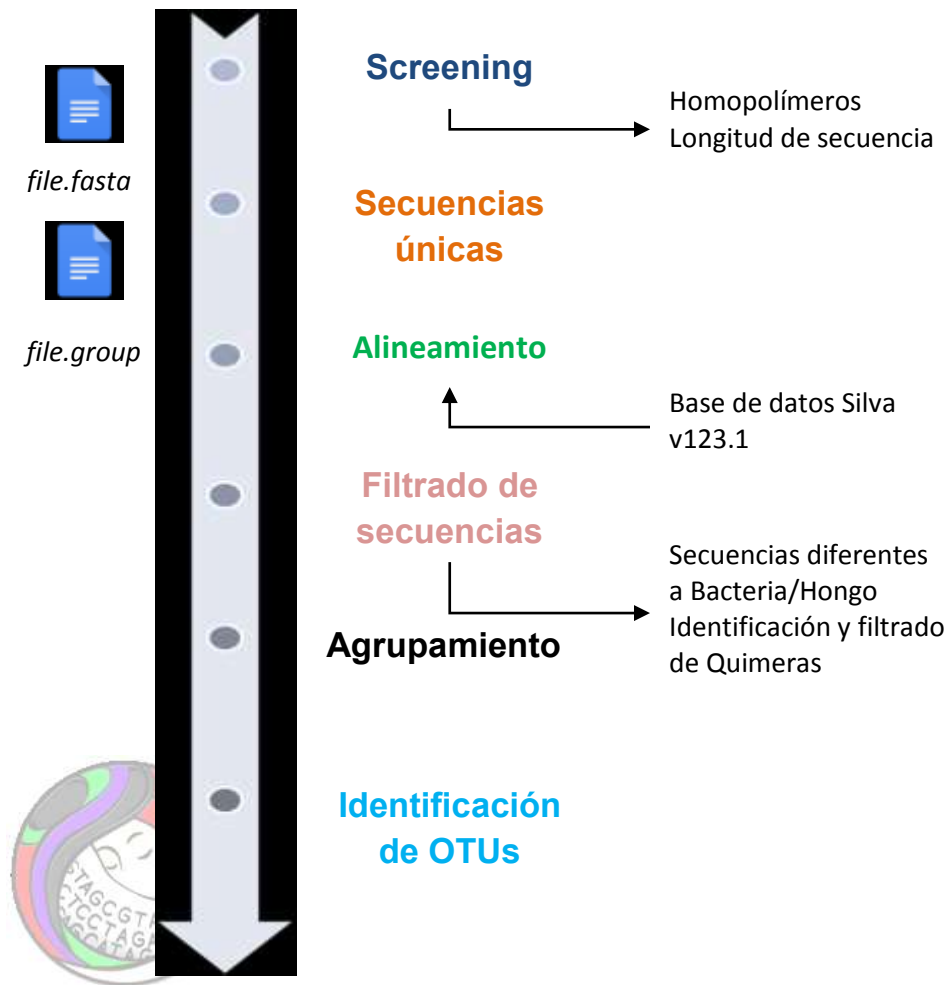 Screening
Homopolímeros
Longitud de secuencia
file.fasta
Secuencias
únicas
file.group
Alineamiento
Base de datos Silva
v123.1
Filtrado de
secuencias
Secuencias diferentes
a Bacteria/Hongo
Identificación y filtrado
de Quimeras
Agrupamiento
Identificación
de OTUs